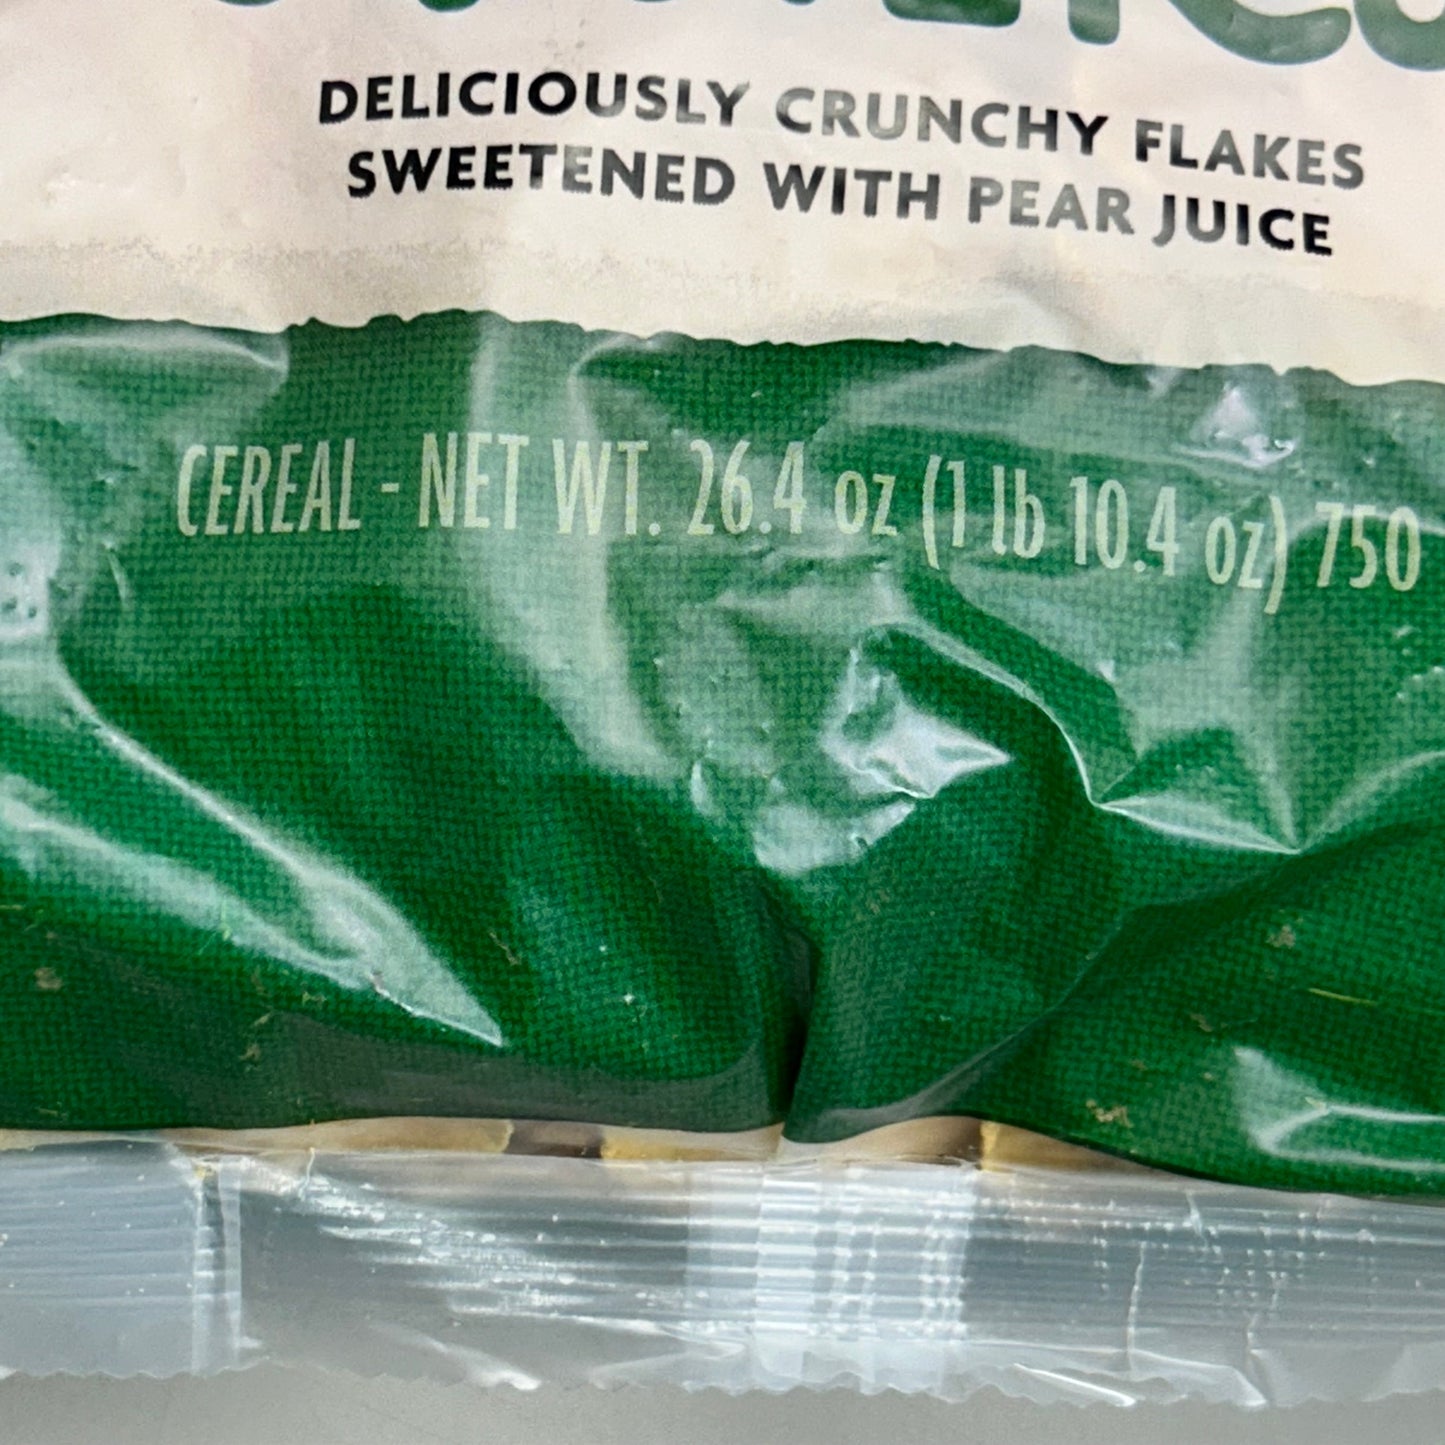 DELICIOUSLY CRUNCHY FLAKES
SWEETENED WITH PEAR JUICE
CEREAL - NET WT. 26.4 oz (1 lb 10.4 oz) 750